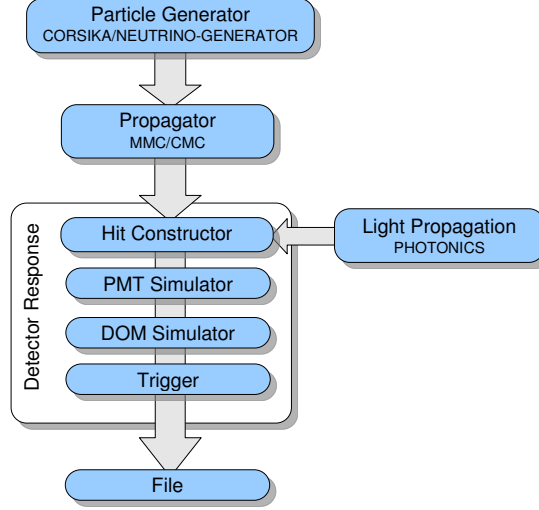 Particle Generator
CORSIKA/NEUTRINO-GENERATOR
Propagator
MMC/CMC
Detector Response
Hit Constructor
Light Propagation
PHOTONICS
PMT Simulator
DOM Simulator
Trigger
File